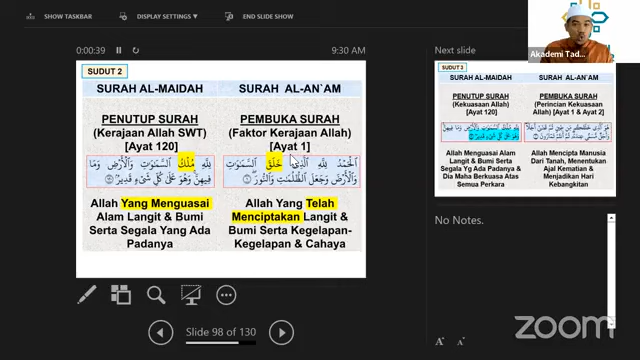 SHOW TASKBAR
DISPLAY SETTINGS
END SLIDE SHOW
0:00:39
9:30 AM
SUDUT 2
SURAH AL-MAIDAH
SURAH AL-AN`AM
PENUTUP SURAH
(Kerajaan Allah SWT)
[Ayat 120]
PEMBUKA SURAH
(Faktor Kerajaan Allah)
[Ayat 1]
لِلَّهِ مُلْكُ السَّمَوَاتِ وَالْأَرْضِ وَمَا
فِيهِنَّ وَهُوَ عَلَى كُلِّ شَيْءٍ قَدِيرٌ
الْحَمْدُ لِلَّهِ الَّذِي خَلَقَ السَّمَوَاتِ
وَالْأَرْضَ وَجَعَلَ الظُّلُمَاتِ وَالنُّورَ
Allah Yang Menguasai
Alam Langit & Bumi
Serta Segala Yang Ada
Padanya
Allah Yang Telah
Menciptakan Langit &
Bumi Serta Kegelapan-
Kegelapan & Cahaya
Slide 98 of 130
Next slide
Akademi Tad...
SUDUT 3
SURAH AL-MAIDAH
SURAH AL-AN`AM
PENUTUP SURAH
(Kekuasaan Allah)
[Ayat 120]
PEMBUKA SURAH
(Perincian Kekuasaan
Allah) [Ayat 1 & Ayat 2]
Allah Menguasai Alam
Langit & Bumi Serta
Segala Yg Ada Padanya &
Dia Maha Berkuasa Atas
Semua Perkara
Allah Mencipta Manusia
Dari Tanah, Menentukan
Ajal Kematian &
Menjadikan Hari
Kebangkitan
No Notes.
zoom